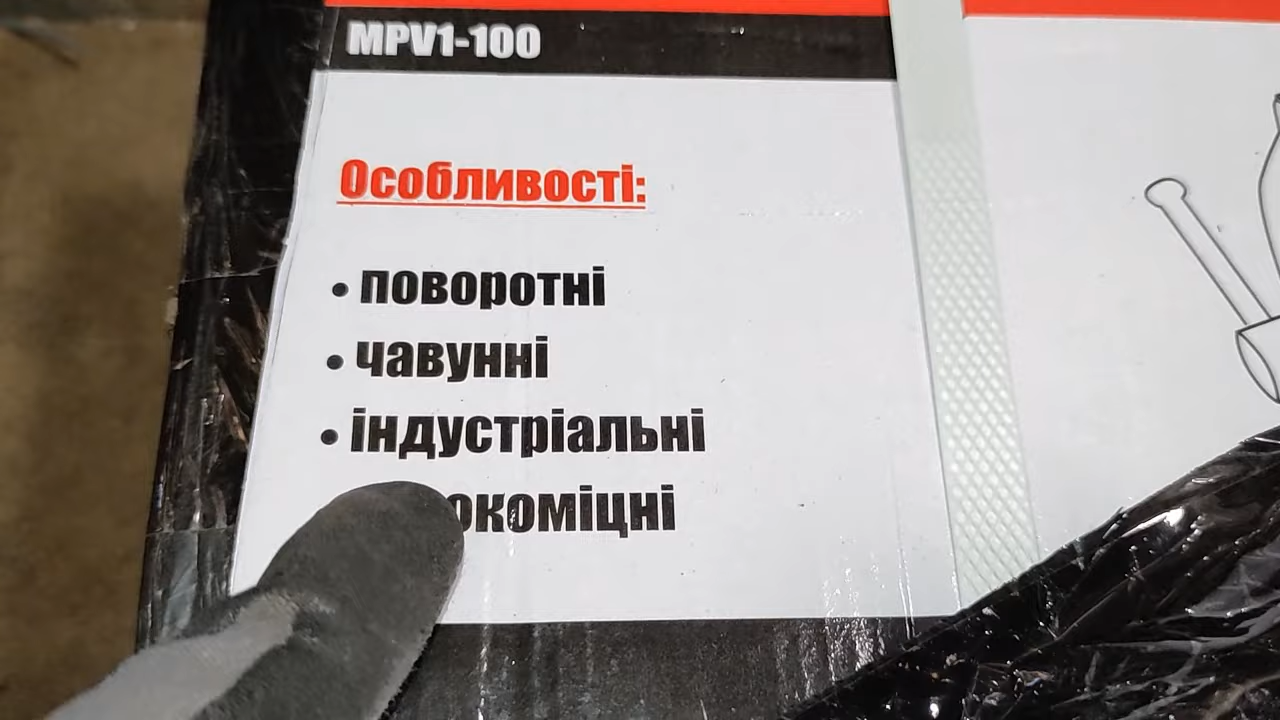 MPV1-100
Особливості:
• поворотні
• чавунні
• індустріальні